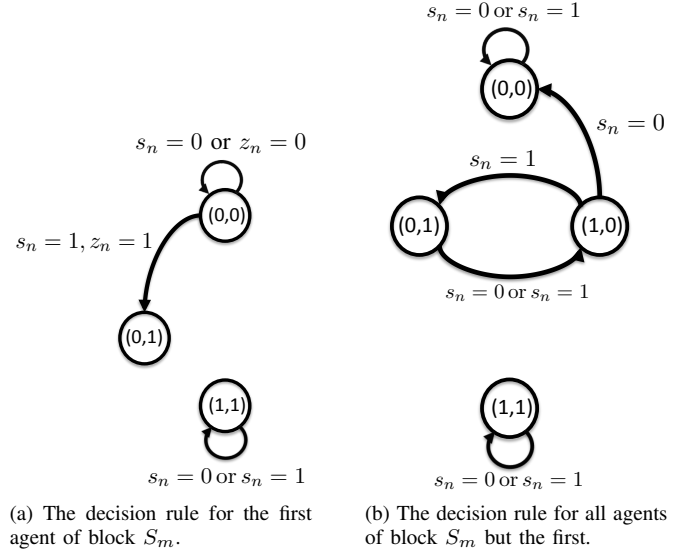 s_n = 0 or z_n = 0
(0,0)
s_n = 1, z_n = 1
(0,1)
(1,1)
s_n = 0 or s_n = 1
(a) The decision rule for the first
agent of block S_m.
s_n = 0 or s_n = 1
(0,0)
s_n = 0
s_n = 1
(0,1)
(1,0)
s_n = 0 or s_n = 1
(1,1)
s_n = 0 or s_n = 1
(b) The decision rule for all agents
of block S_m but the first.